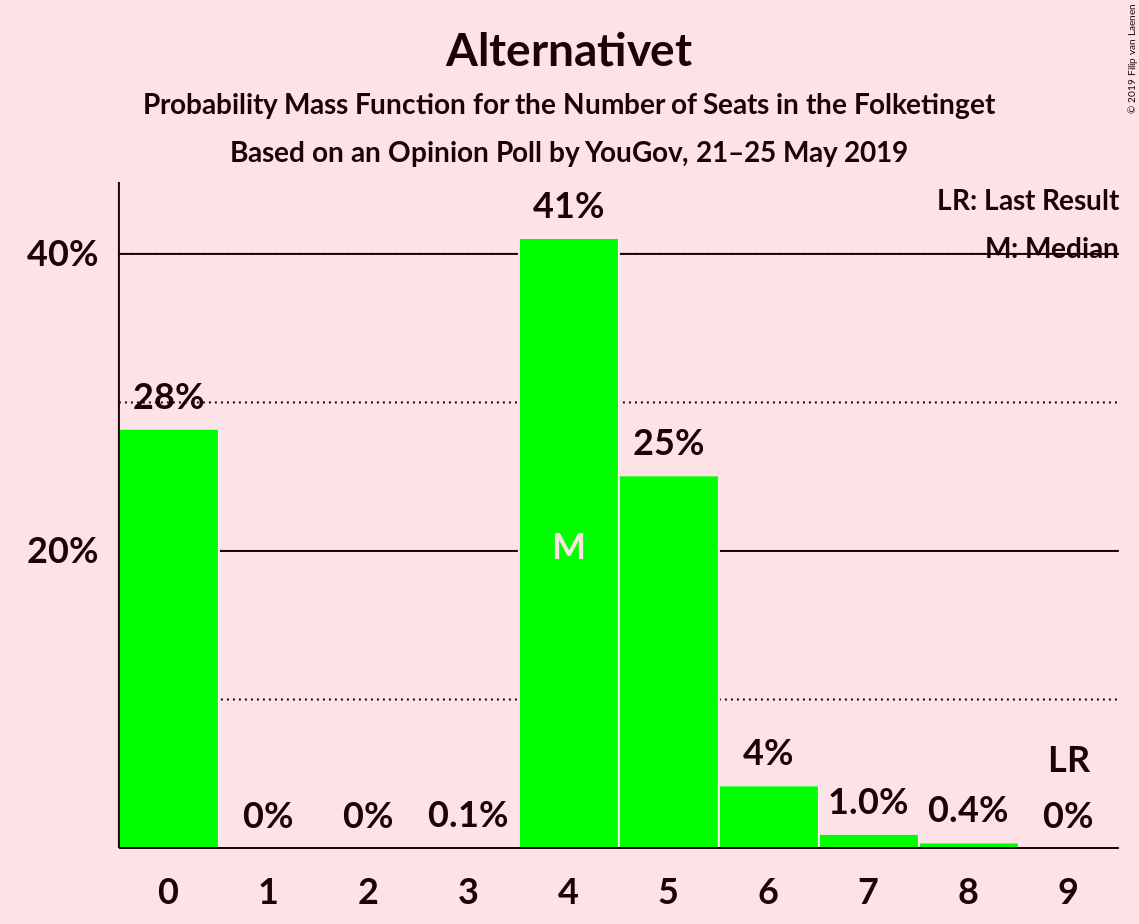 Alternativet
Probability Mass Function for the Number of Seats in the Folketinget
Based on an Opinion Poll by YouGov, 21–25 May 2019
© 2019 Filip van Laenen
LR: Last Result
M: Median
40%
20%
28%
0%
0%
0.1%
41%
M
25%
4%
1.0%
0.4%
LR
0%
0 1 2 3 4 5 6 7 8 9